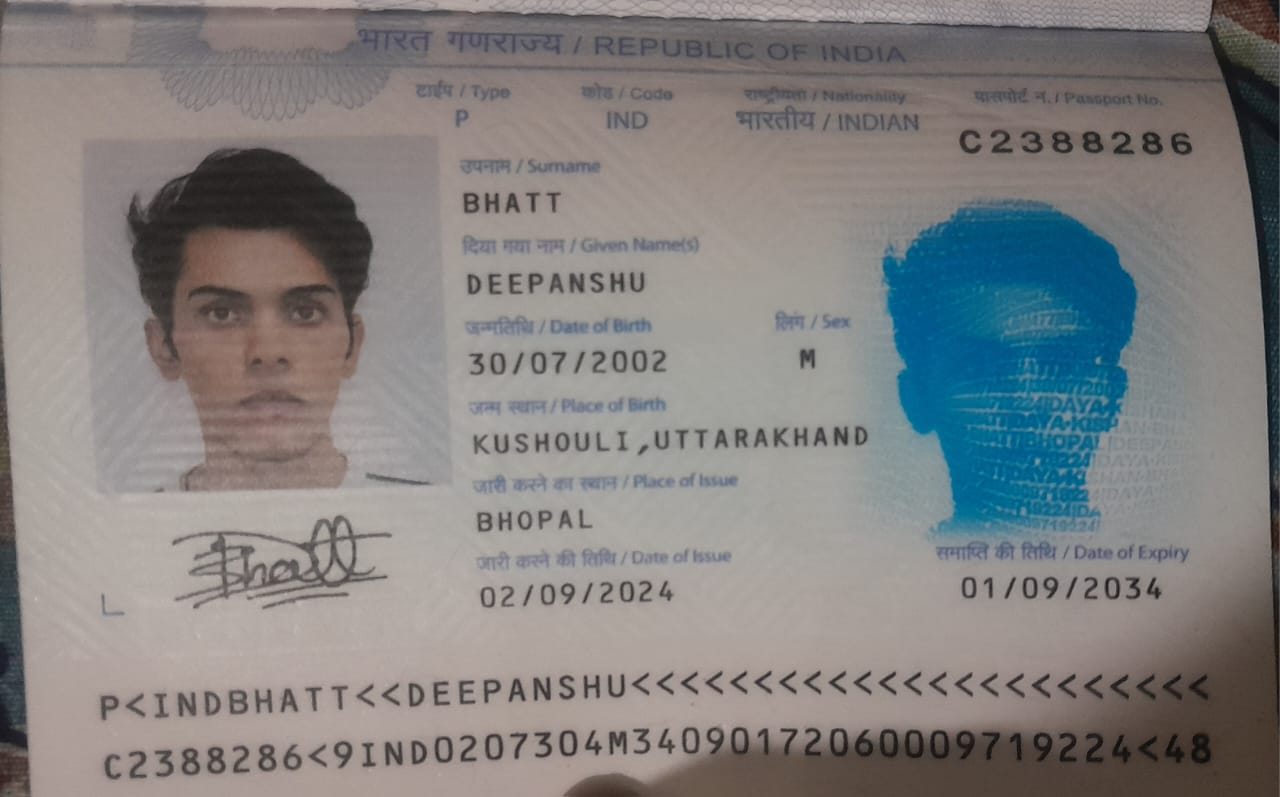 भारत गणराज्य / REPUBLIC OF INDIA
टाईप / Type कोड / Code राष्ट्रीयता / Nationality पासपोर्ट न. / Passport No.
P IND भारतीय / INDIAN C2388286
उपनाम / Surname
BHATT
दिया गया नाम / Given Name(s)
DEEPANSHU
जन्मतिथि / Date of Birth लिंग / Sex
30/07/2002 M
जन्म स्थान / Place of Birth
KUSHOULI,UTTARAKHAND
जारी करने का स्थान / Place of Issue
BHOPAL
जारी करने की तिथि / Date of Issue समाप्ति की तिथि / Date of Expiry
02/09/2024 01/09/2034
Bhatt
P<INDBHATT<<DEEPANSHU<<<<<<<<<<<<<<<<<<<<<<<
C2388286<9IND0207304M34090172060009719224<48